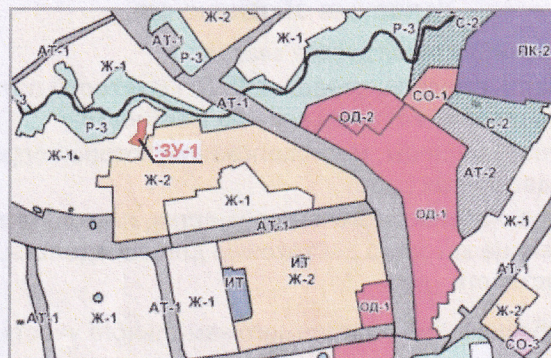 Ж-2
С-2
АТ-1
Р-3
Ж-1
Р-3
АТ-1
Ж-1
ПК-2
СО-1
-3
АТ-1
ОД-2
С-2
Р-3
:ЗУ-1
Ж-1
Ж-2
АТ-2
Ж-1
ОД-1
Ж-1
АТ-1
ИТ
Ж-2
ИТ
АТ-1
ОД-1
Ж-2
АТ-1
Ж-1
АТ-1
Ж-1
СО-3